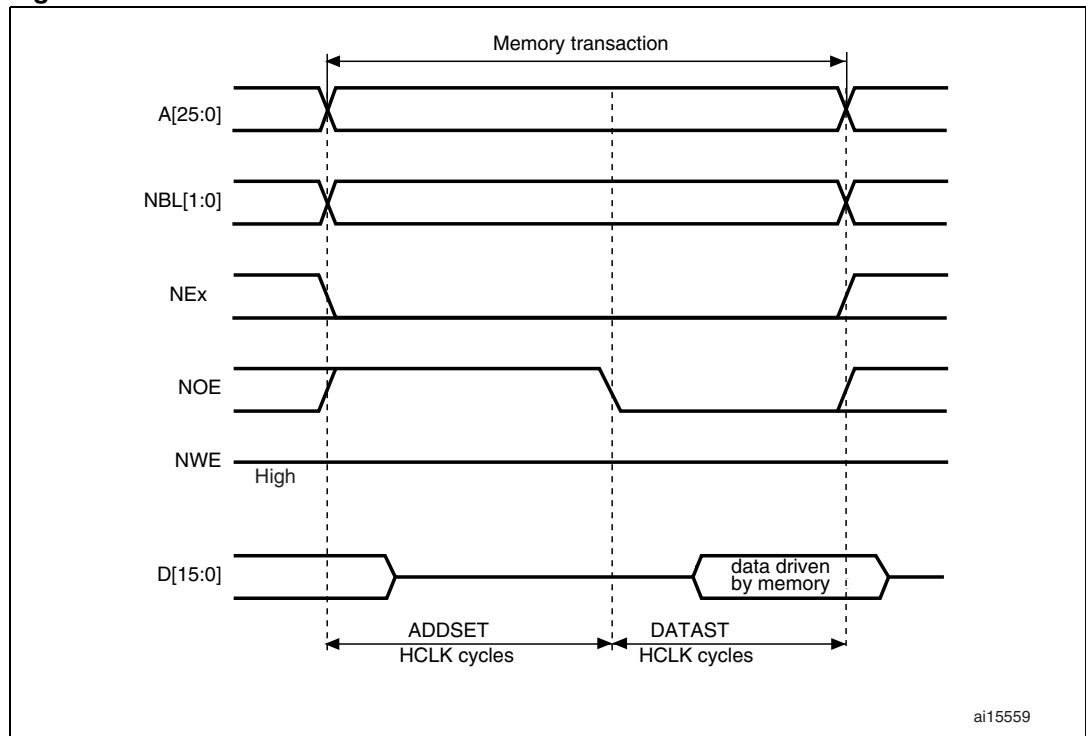 Memory transaction
A[25:0]
NBL[1:0]
NEx
NOE
NWE
High
D[15:0]
data driven
by memory
ADDSET
HCLK cycles
DATAST
HCLK cycles
ai15559